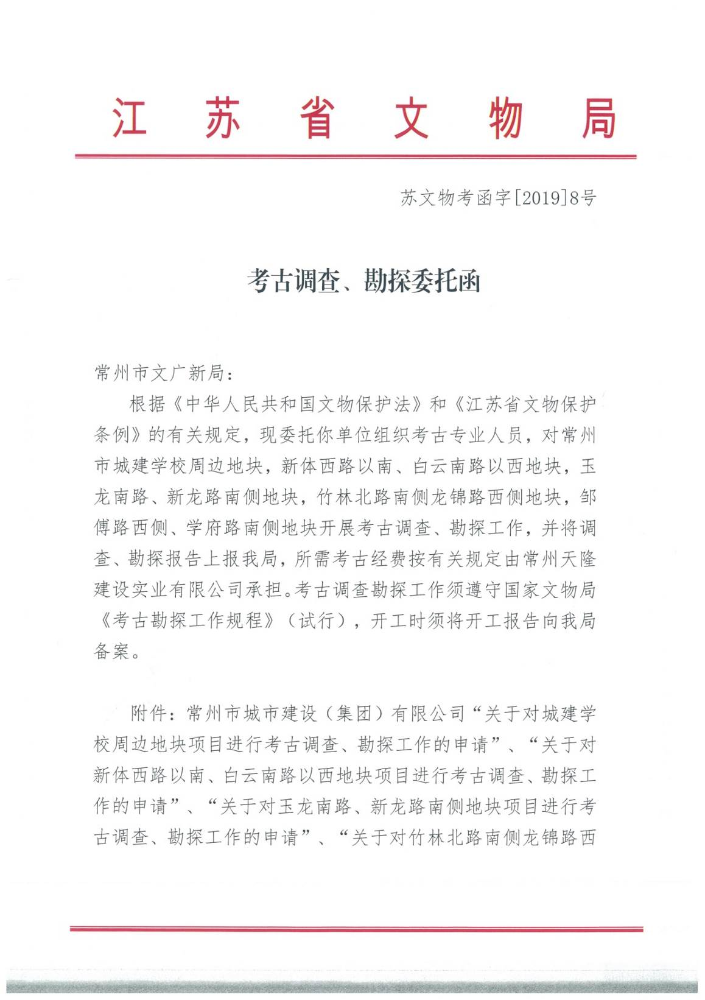 江苏省文物局
苏文物考函字[2019]8号
考古调查、勘探委托函
常州市文广新局：
根据《中华人民共和国文物保护法》和《江苏省文物保护
条例》的有关规定，现委托你单位组织考古专业人员，对常州
市城建学校周边地块，新体西路以南、白云南路以西地块，玉
龙南路、新龙路南侧地块，竹林北路南侧龙锦路西侧地块，邹
傅路西侧、学府路南侧地块开展考古调查、勘探工作，并将调
查、勘探报告上报我局，所需考古经费按有关规定由常州天隆
建设实业有限公司承担。考古调查勘探工作须遵守国家文物局
《考古勘探工作规程》（试行），开工时须将开工报告向我局
备案。
附件：常州市城市建设（集团）有限公司“关于对城建学
校周边地块项目进行考古调查、勘探工作的申请”、“关于对
新体西路以南、白云南路以西地块项目进行考古调查、勘探工
作的申请”、“关于对玉龙南路、新龙路南侧地块项目进行考
古调查、勘探工作的申请”、“关于对竹林北路南侧龙锦路西